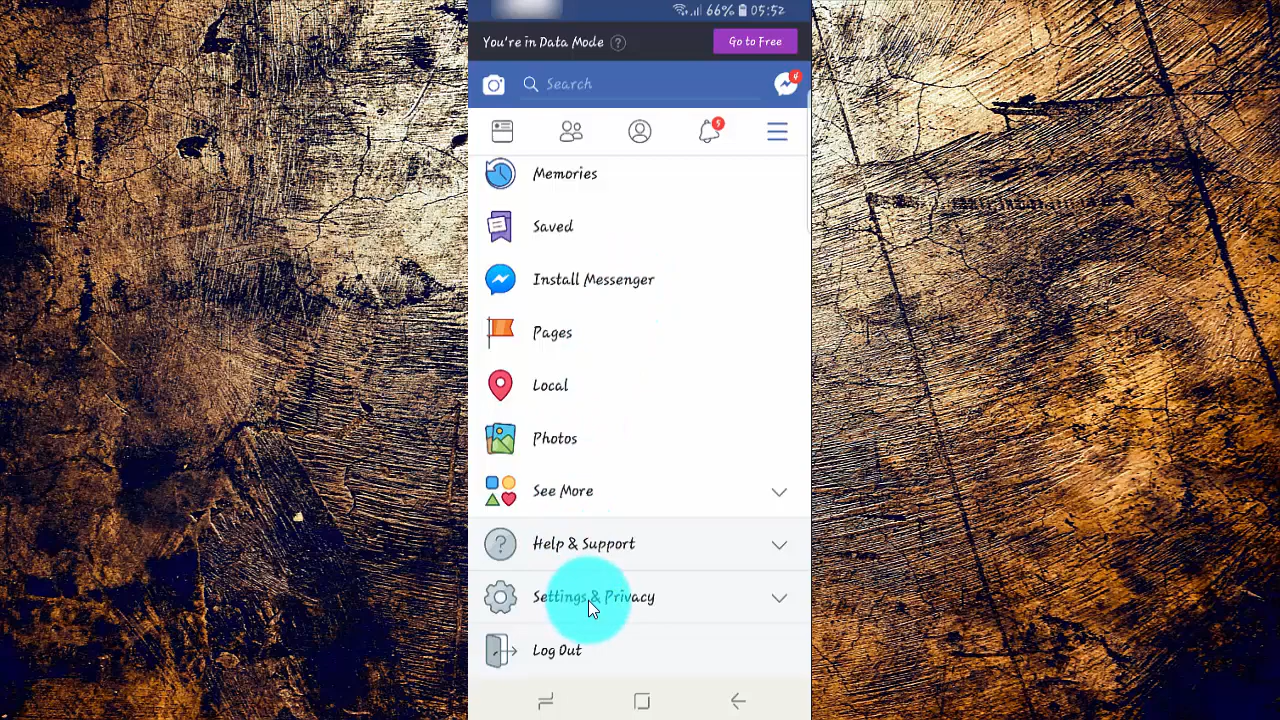 66% 05:52
You're in Data Mode ? Go to Free
Search 4
5
Memories
Saved
Install Messenger
Pages
Local
Photos
See More
? Help & Support
Settings & Privacy
Log Out